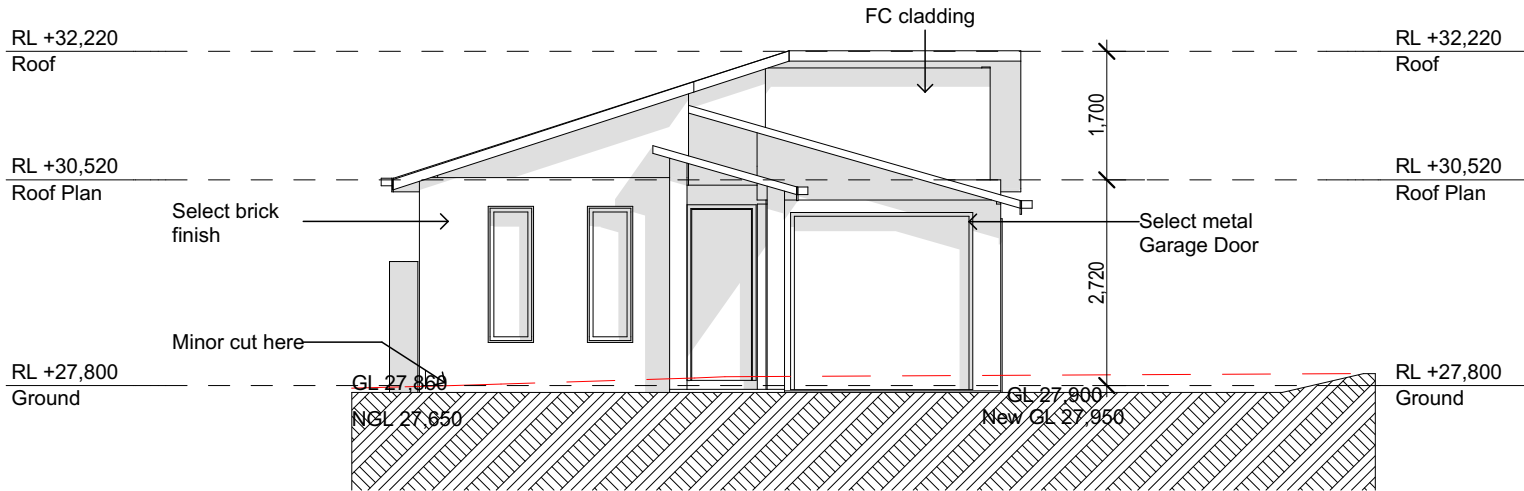 FC cladding
RL +32,220
Roof
RL +32,220
Roof
1,700
RL +30,520
Roof Plan
RL +30,520
Roof Plan
Select brick
finish
Select metal
Garage Door
2,720
Minor cut here
RL +27,800
Ground
GL 27,860
NGL 27,650
GL 27,900
New GL 27,950
RL +27,800
Ground